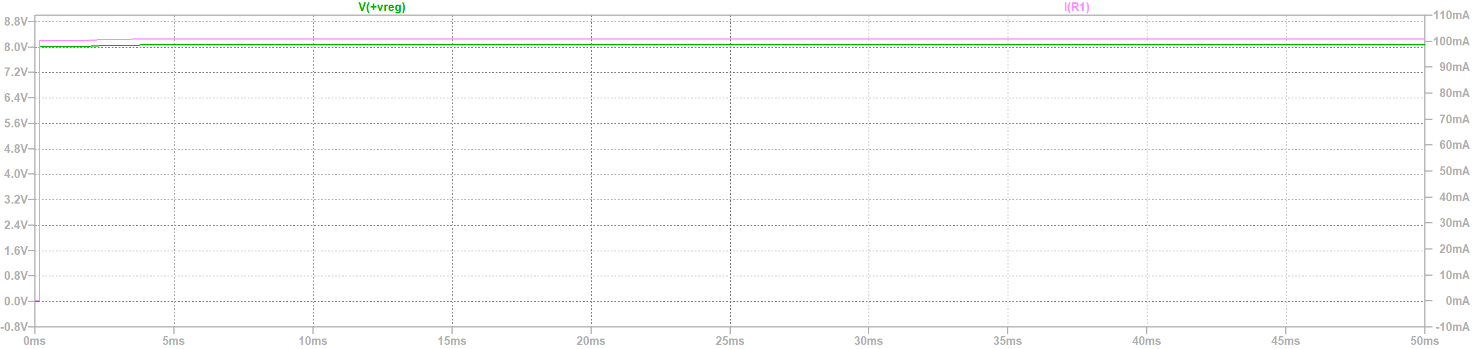 V(+vreg) I(R1)
8.8V 110mA
8.0V 100mA
7.2V 90mA
6.4V 80mA
5.6V 70mA
4.8V 60mA
4.0V 50mA
3.2V 40mA
2.4V 30mA
1.6V 20mA
0.8V 10mA
0.0V 0mA
-0.8V -10mA
0ms 5ms 10ms 15ms 20ms 25ms 30ms 35ms 40ms 45ms 50ms